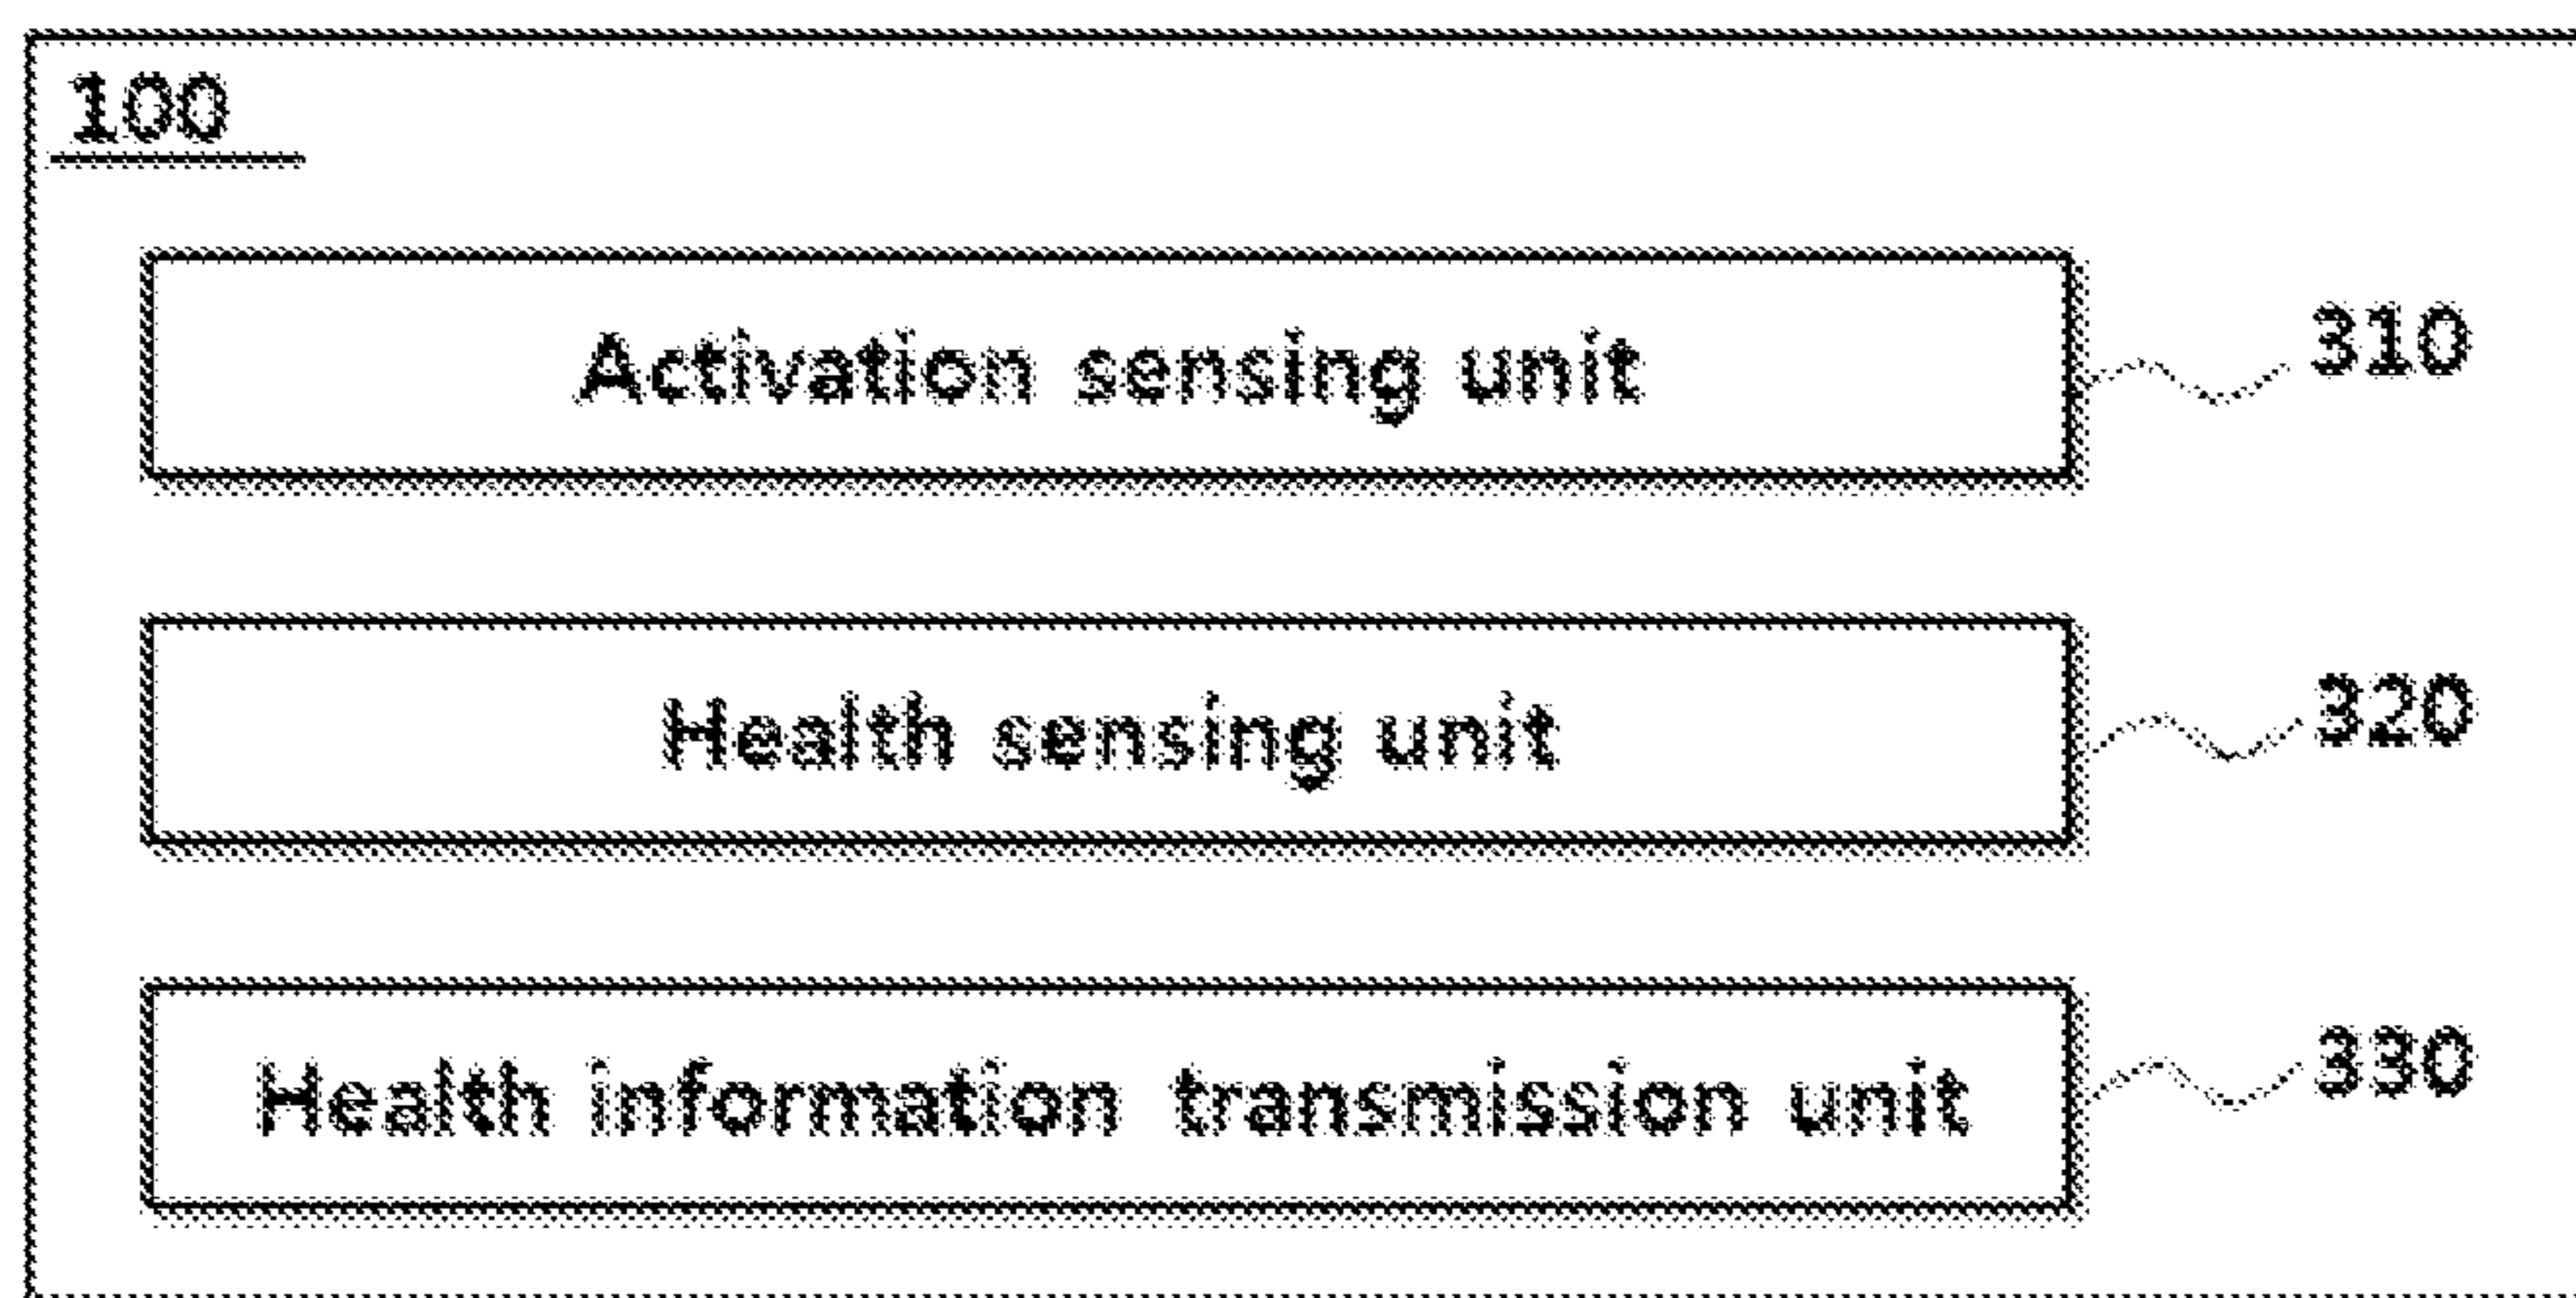 100
Activation sensing unit 310
Health sensing unit 320
Health information transmission unit 330